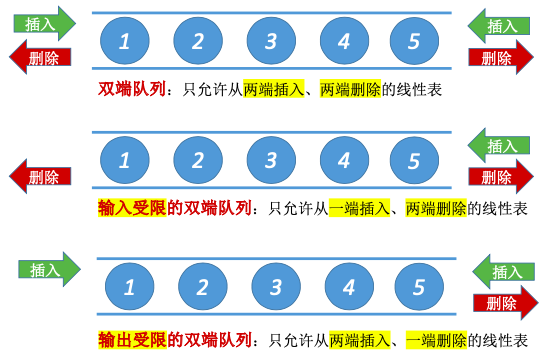 插入 1 2 3 4 5 插入
删除 删除
双端队列：只允许从两端插入、两端删除的线性表
插入
删除 1 2 3 4 5 删除
输入受限的双端队列：只允许从一端插入、两端删除的线性表
插入 1 2 3 4 5 插入
删除
输出受限的双端队列：只允许从两端插入、一端删除的线性表